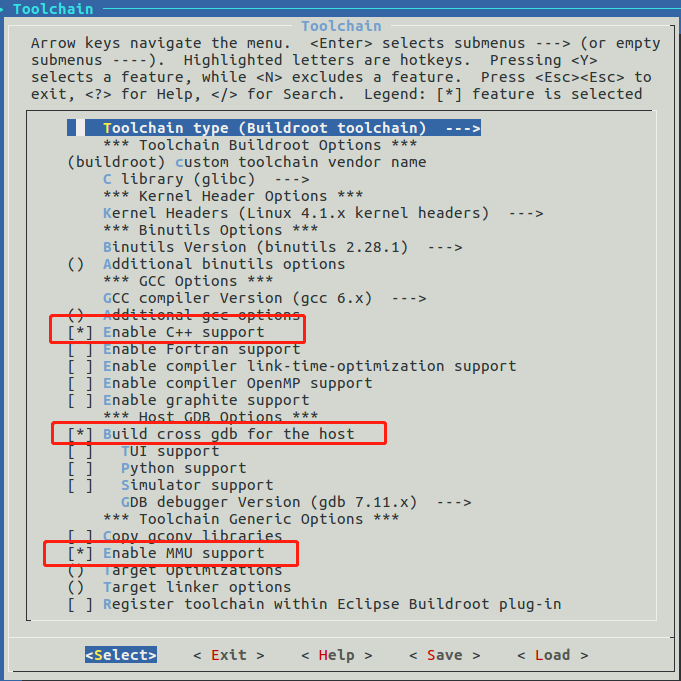 > Toolchain
Toolchain
Arrow keys navigate the menu.  <Enter> selects submenus ---> (or empty
submenus ----).  Highlighted letters are hotkeys.  Pressing <Y>
selects a feature, while <N> excludes a feature.  Press <Esc><Esc> to
exit, <?> for Help, </> for Search.  Legend: [*] feature is selected
Toolchain type (Buildroot toolchain)  --->
*** Toolchain Buildroot Options ***
(buildroot) custom toolchain vendor name
C library (glibc)  --->
*** Kernel Header Options ***
Kernel Headers (Linux 4.1.x kernel headers)  --->
*** Binutils Options ***
Binutils Version (binutils 2.28.1)  --->
()  Additional binutils options
*** GCC Options ***
GCC compiler Version (gcc 6.x)  --->
()  Additional gcc options
[*] Enable C++ support
[ ] Enable Fortran support
[ ] Enable compiler link-time-optimization support
[ ] Enable compiler OpenMP support
[ ] Enable graphite support
*** Host GDB Options ***
[*] Build cross gdb for the host
[ ]   TUI support
[ ]   Python support
[ ]   Simulator support
GDB debugger Version (gdb 7.11.x)  --->
*** Toolchain Generic Options ***
[ ] Copy gconv libraries
[*] Enable MMU support
()  Target Optimizations
()  Target linker options
[ ] Register toolchain within Eclipse Buildroot plug-in
<Select>    < Exit >    < Help >    < Save >    < Load >